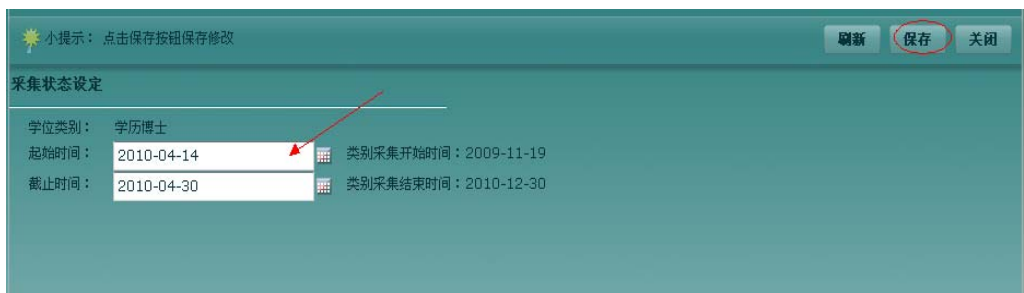 小提示： 点击保存按钮保存修改 刷新 保存 关闭
采集状态设定
学位类别： 学历博士
起始时间： 2010-04-14 类别采集开始时间：2009-11-19
截止时间： 2010-04-30 类别采集结束时间：2010-12-30